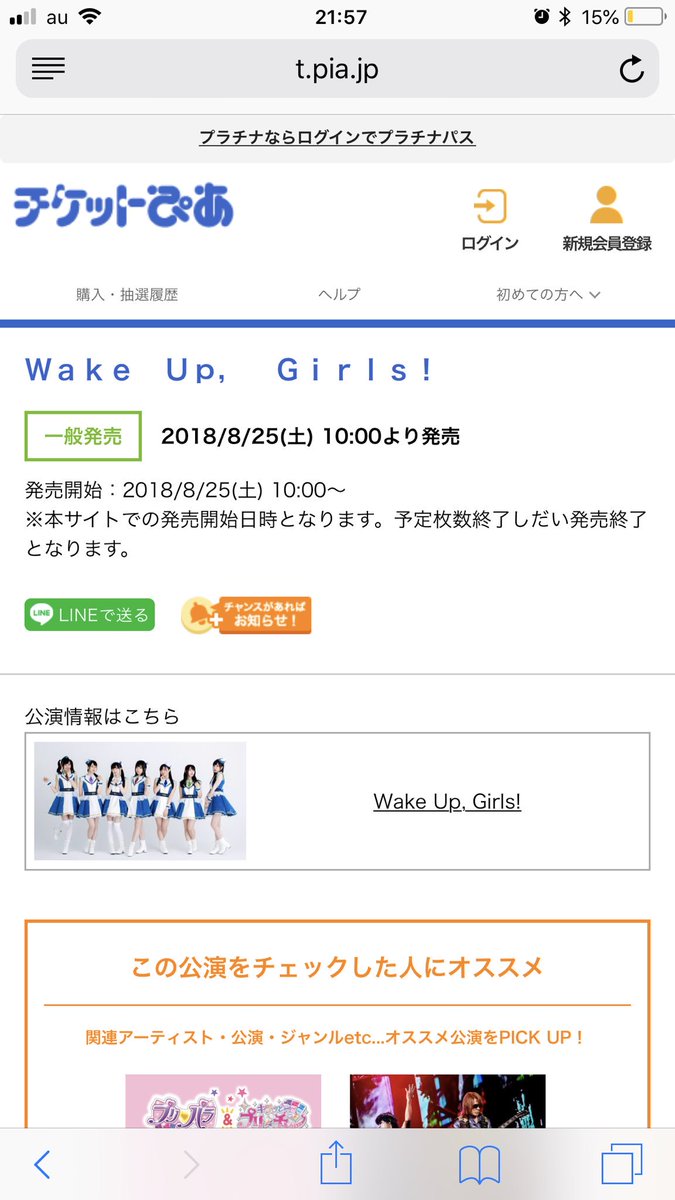 au 21:57 15%
t.pia.jp
プラチナならログインでプラチナパス
チケットぴあ
ログイン 新規会員登録
購入・抽選履歴 ヘルプ 初めての方へ
Ｗａｋｅ　Ｕｐ，　Ｇｉｒｌｓ！
一般発売 2018/8/25(土) 10:00より発売
発売開始：2018/8/25(土) 10:00～
※本サイトでの発売開始日時となります。予定枚数終了しだい発売終了
となります。
LINE LINEで送る チャンスがあれば
お知らせ！
公演情報はこちら
Wake Up, Girls!
この公演をチェックした人にオススメ
関連アーティスト・公演・ジャンルetc...オススメ公演をPICK UP！
プリパラ &